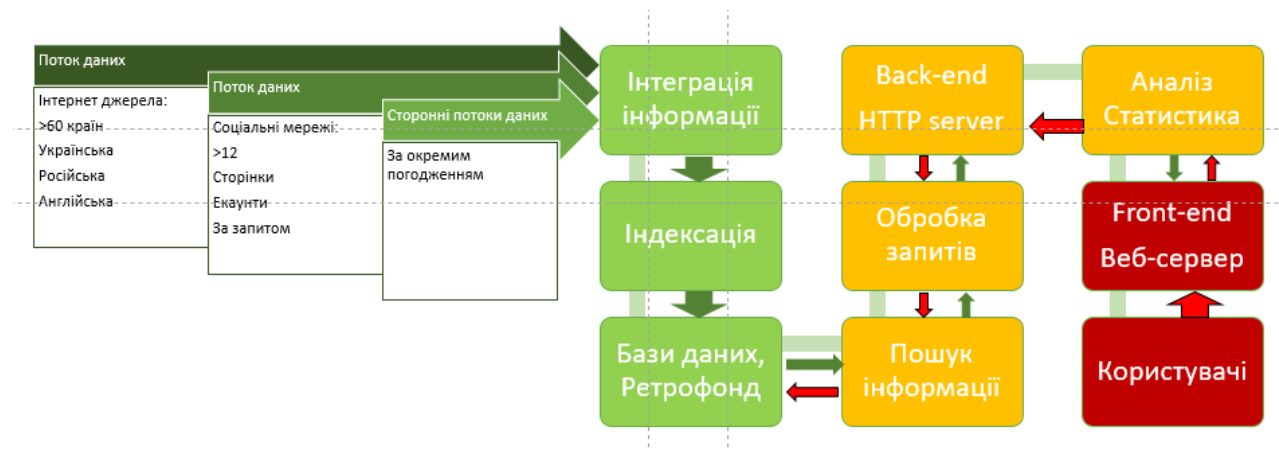 Поток даних
Інтернет джерела:
>60 країн
Українська
Російська
Англійська
Поток даних
Соціальні мережі:
>12
Сторінки
Екаунти
За запитом
Сторонні потоки даних
За окремим
погодженням
Інтеграція
інформації
Індексація
Бази даних,
Ретрофонд
Back-end
HTTP server
Обробка
запитів
Пошук
інформації
Аналіз
Статистика
Front-end
Веб-сервер
Користувачі